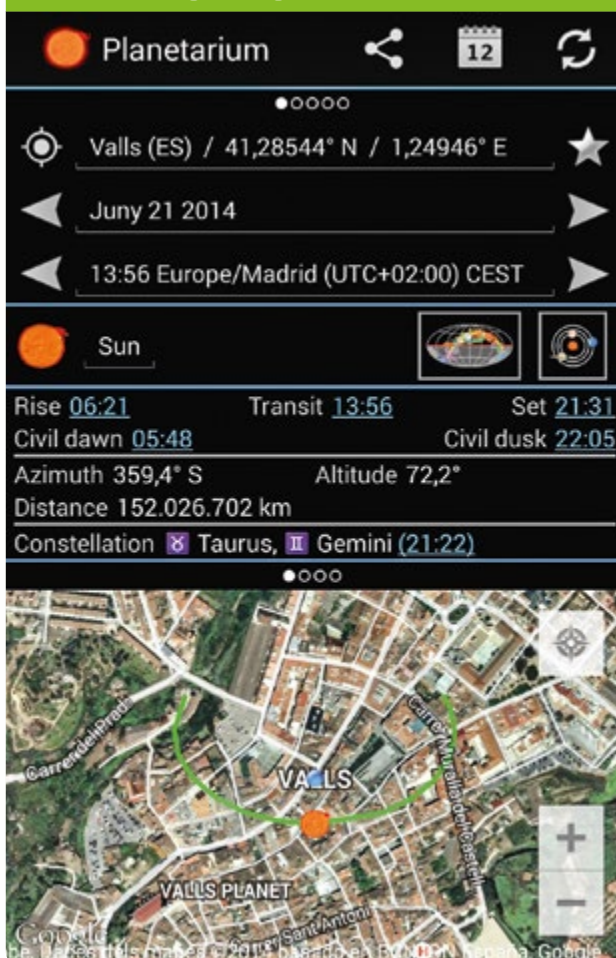 Planetarium
12
Valls (ES) / 41,28544° N / 1,24946° E
Juny 21 2014
13:56 Europe/Madrid (UTC+02:00) CEST
Sun
Rise 06:21 Transit 13:56 Set 21:31
Civil dawn 05:48 Civil dusk 22:05
Azimuth 359,4° S Altitude 72,2°
Distance 152.026.702 km
Constellation ♉ Taurus, ♊ Gemini (21:22)
Carrer del Prad
Carrer Muralla del Castell
VALLS
+
VALLS PLANET
−
Carrer Sant Antoni
Google